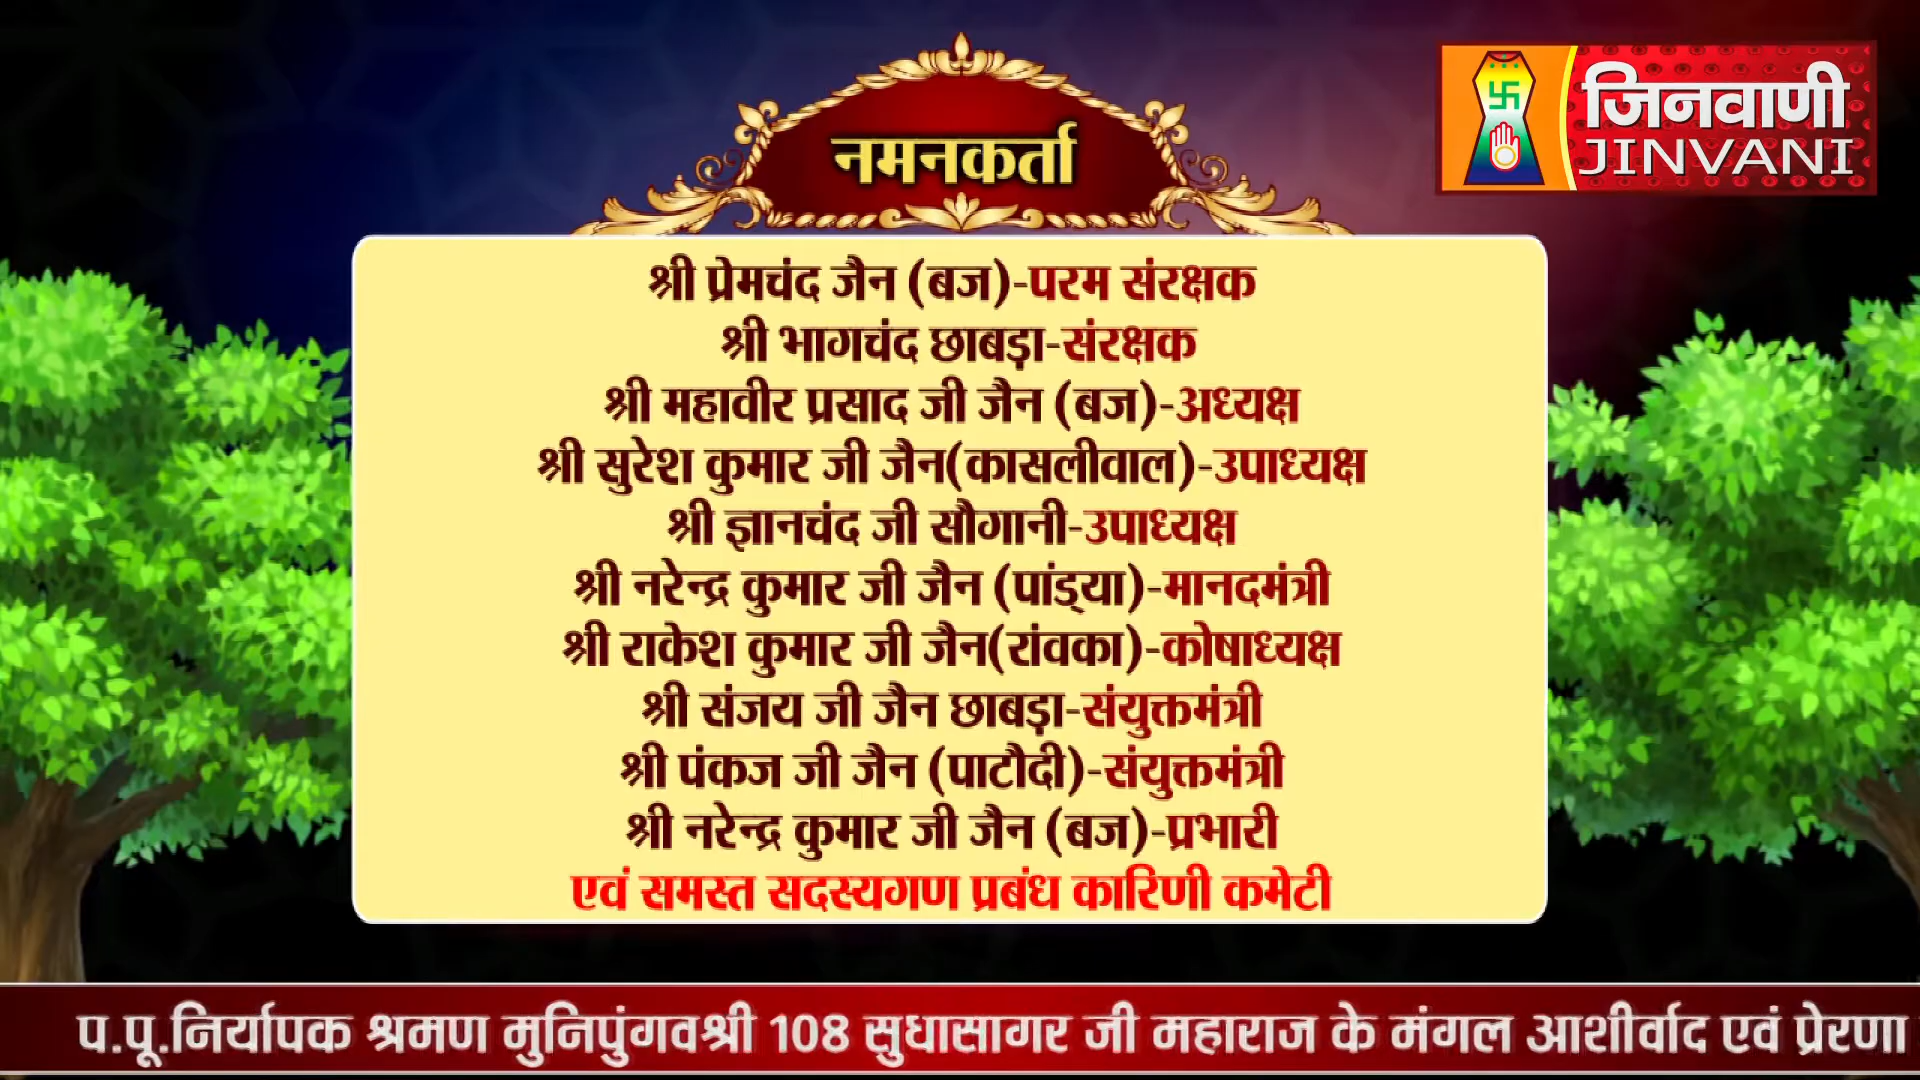 जिनवाणी
JINVANI
नमनकर्ता
श्री प्रेमचंद जैन (बज)-परम संरक्षक
श्री भागचंद छाबड़ा-संरक्षक
श्री महावीर प्रसाद जी जैन (बज)-अध्यक्ष
श्री सुरेश कुमार जी जैन(कासलीवाल)-उपाध्यक्ष
श्री ज्ञानचंद जी सौगानी-उपाध्यक्ष
श्री नरेन्द्र कुमार जी जैन (पांड्या)-मानदमंत्री
श्री राकेश कुमार जी जैन(रांवका)-कोषाध्यक्ष
श्री संजय जी जैन छाबड़ा-संयुक्तमंत्री
श्री पंकज जी जैन (पाटौदी)-संयुक्तमंत्री
श्री नरेन्द्र कुमार जी जैन (बज)-प्रभारी
एवं समस्त सदस्यगण प्रबंध कारिणी कमेटी
प.पू.निर्यापक श्रमण मुनिपुंगवश्री 108 सुधासागर जी महाराज के मंगल आशीर्वाद एवं प्रेरणा